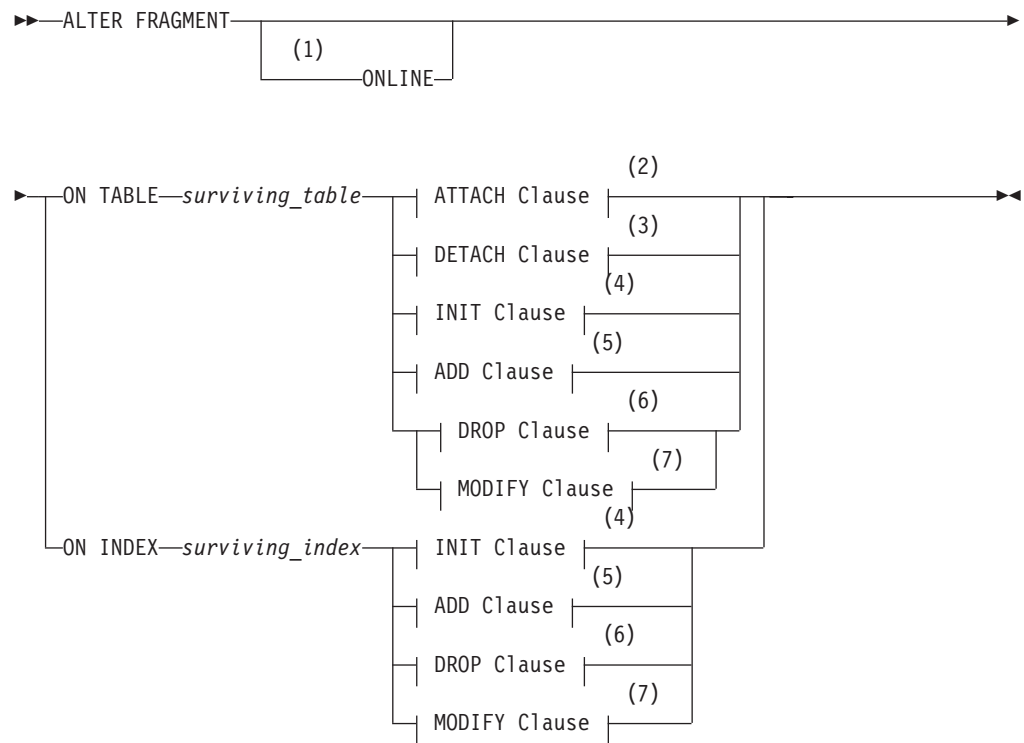 ALTER FRAGMENT
(1)
ONLINE
(2)
ON TABLE surviving_table ATTACH Clause
(3)
DETACH Clause
(4)
INIT Clause
(5)
ADD Clause
(6)
DROP Clause
(7)
MODIFY Clause
(4)
ON INDEX surviving_index INIT Clause
(5)
ADD Clause
(6)
DROP Clause
(7)
MODIFY Clause